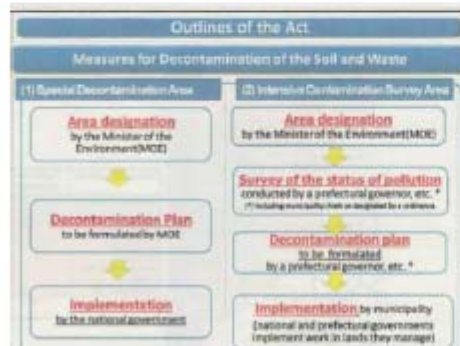 Outlines of the Act
Measures for Decontamination of the Soil and Waste
(1) Special Decontamination Area
Area designation
by the Minister of the
Environment(MOE)
Decontamination Plan
to be formulated by MOE
Implementation
by the national government
(2) Intensive Contamination Survey Area
Area designation
by the Minister of the Environment(MOE)
Survey of the status of pollution
conducted by a prefectural governor, etc. *
(*) including municipality
designated by
Decontamination plan
to be formulated
by a prefectural governor, etc. *
Implementation by municipality
(national and prefectural governments
implement work in lands they manage)